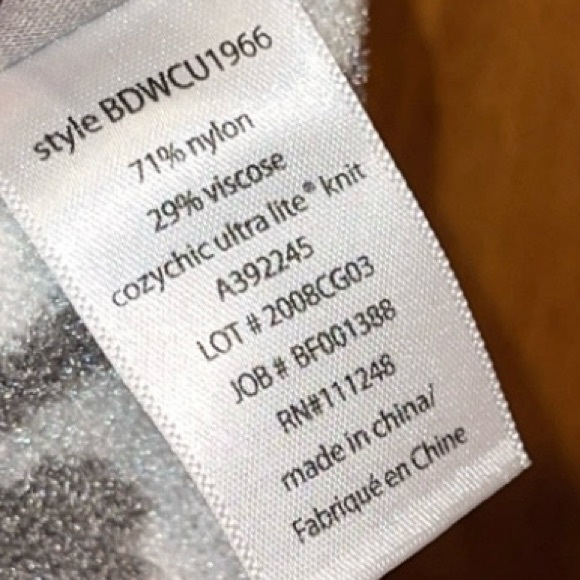 style BDWCU1966
71% nylon
29% viscose
cozychic ultra lite® knit
A392245
LOT # 2008CG03
JOB # BF001388
RN#111248
made in china/
Fabriqué en Chine